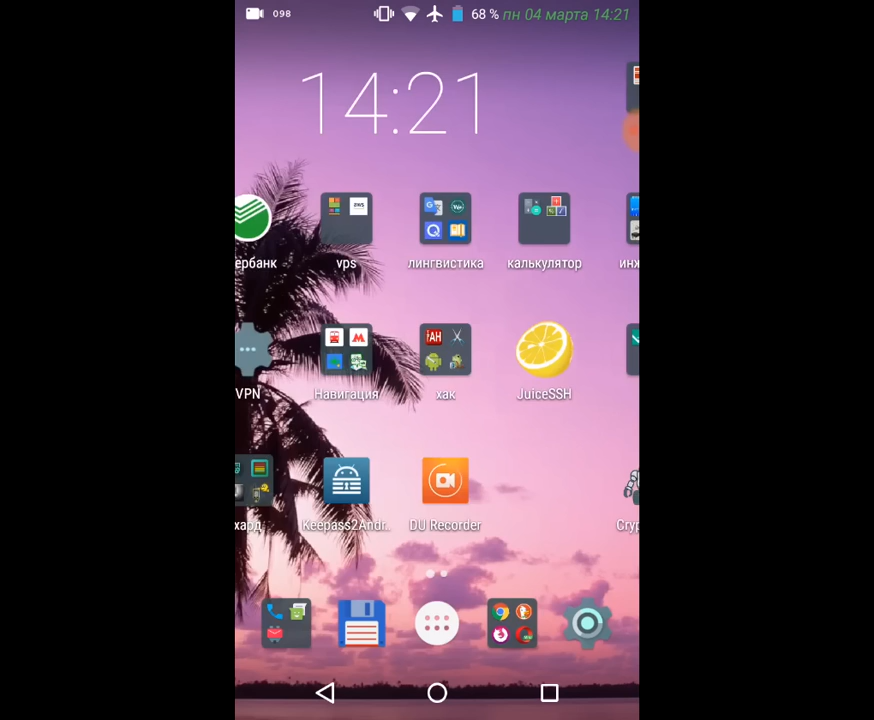 098 68 % пн 04 марта 14:21
14:21
ербанк vps лингвистика калькулятор инж
VPN Навигация хак JuiceSSH
хард Keepass2Andr.. DU Recorder Cryp